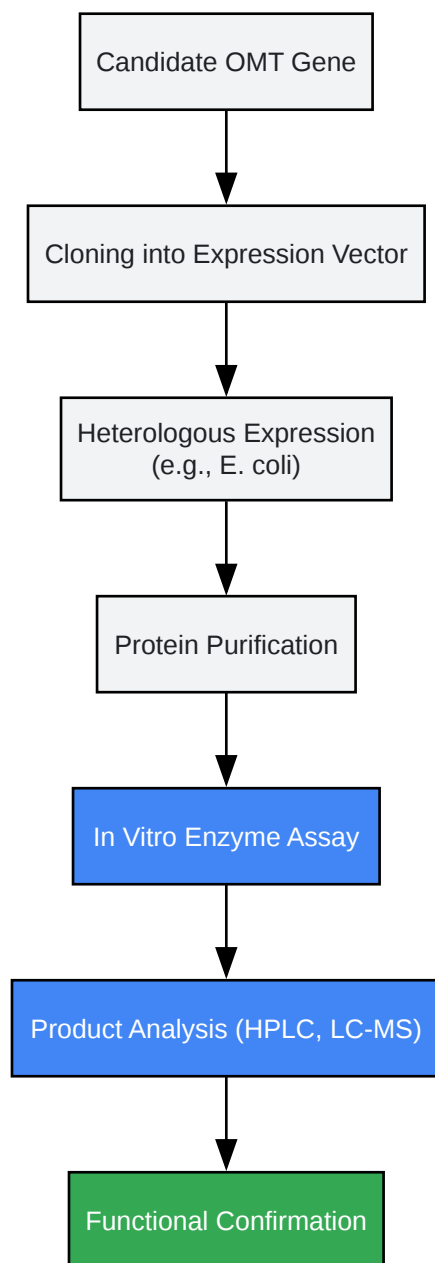 Candidate OMT Gene
Cloning into Expression Vector
Heterologous Expression
(e.g., E. coli)
Protein Purification
In Vitro Enzyme Assay
Product Analysis (HPLC, LC-MS)
Functional Confirmation